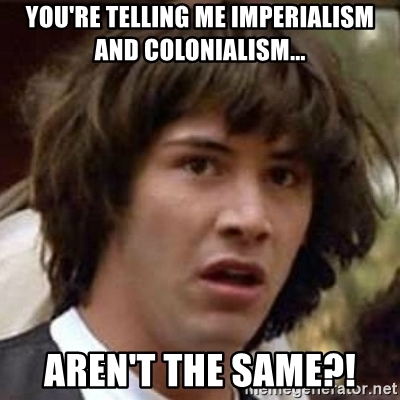 YOU'RE TELLING ME IMPERIALISM
AND COLONIALISM...
AREN'T THE SAME?!
memegenerator.net